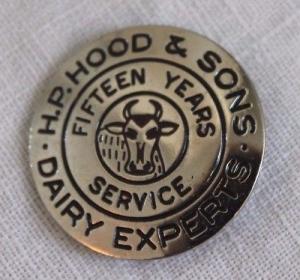 · H.P. HOOD & SONS ·
DAIRY EXPERTS
FIFTEEN YEARS
SERVICE